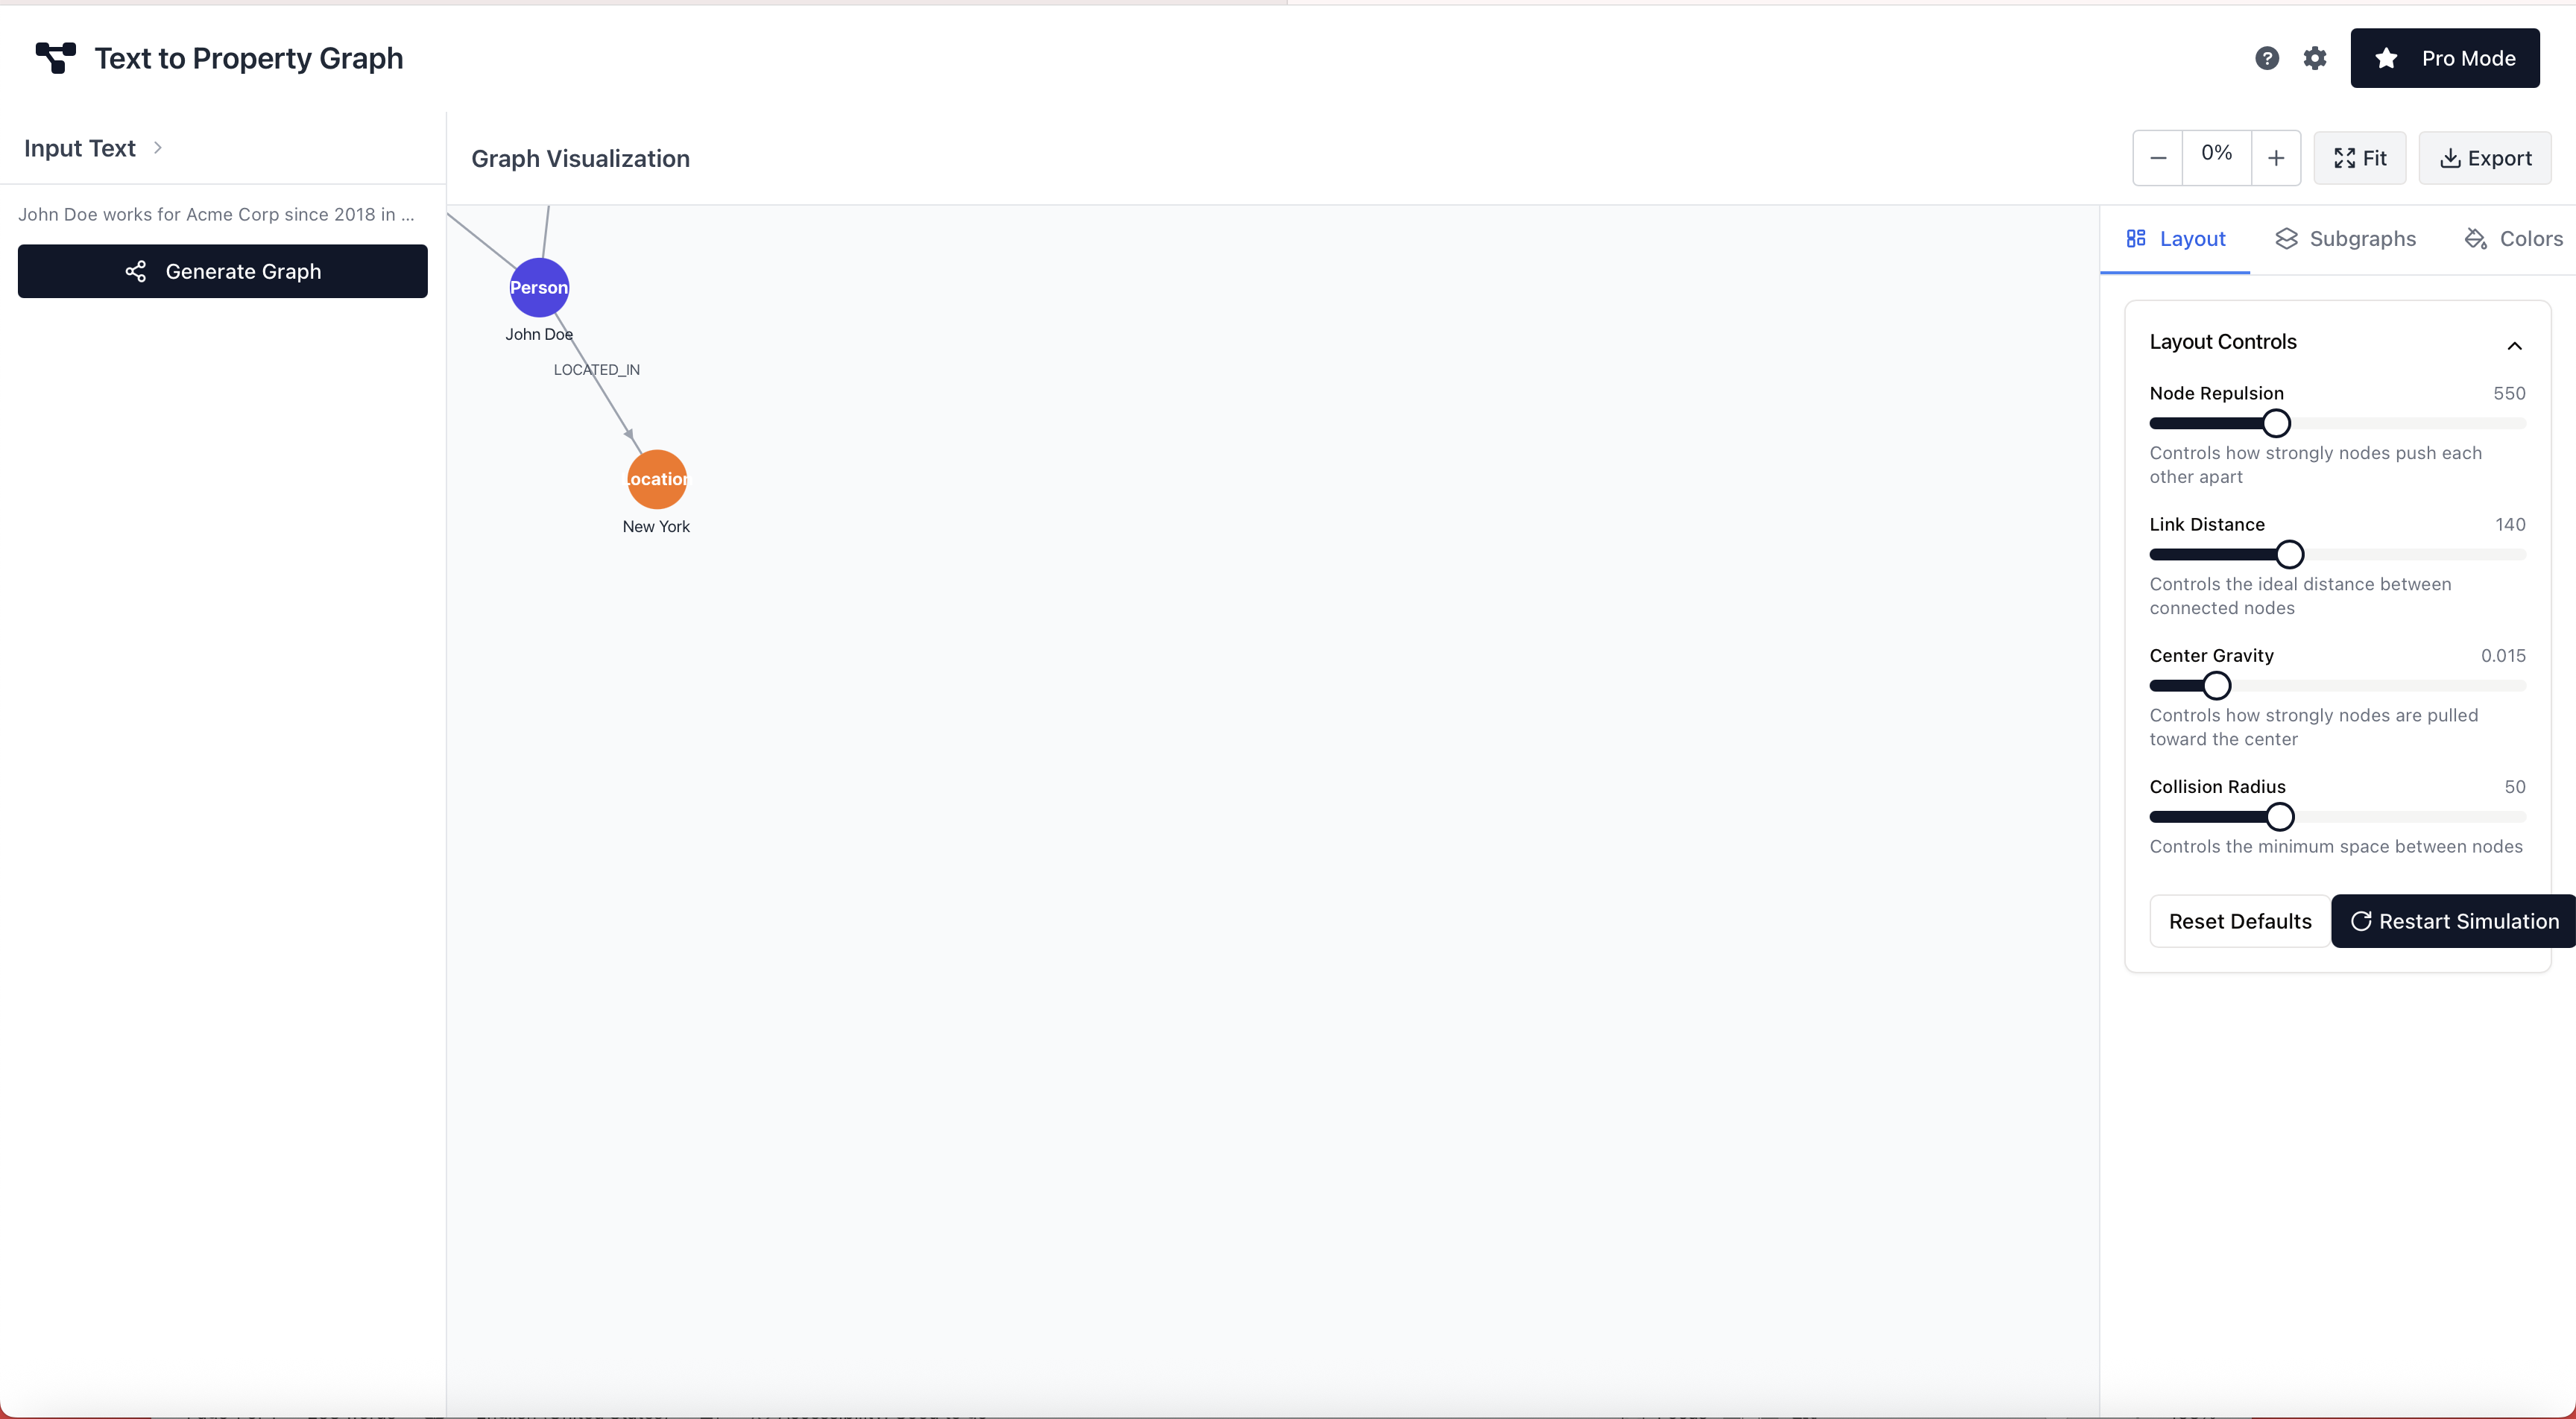 Text to Property Graph
Pro Mode
Input Text
John Doe works for Acme Corp since 2018 in ...
Generate Graph
Graph Visualization
0%
Fit
Export
Person
John Doe
LOCATED_IN
Location
New York
Layout
Subgraphs
Colors
Layout Controls
Node Repulsion 550
Controls how strongly nodes push each
other apart
Link Distance 140
Controls the ideal distance between
connected nodes
Center Gravity 0.015
Controls how strongly nodes are pulled
toward the center
Collision Radius 50
Controls the minimum space between nodes
Reset Defaults
Restart Simulation